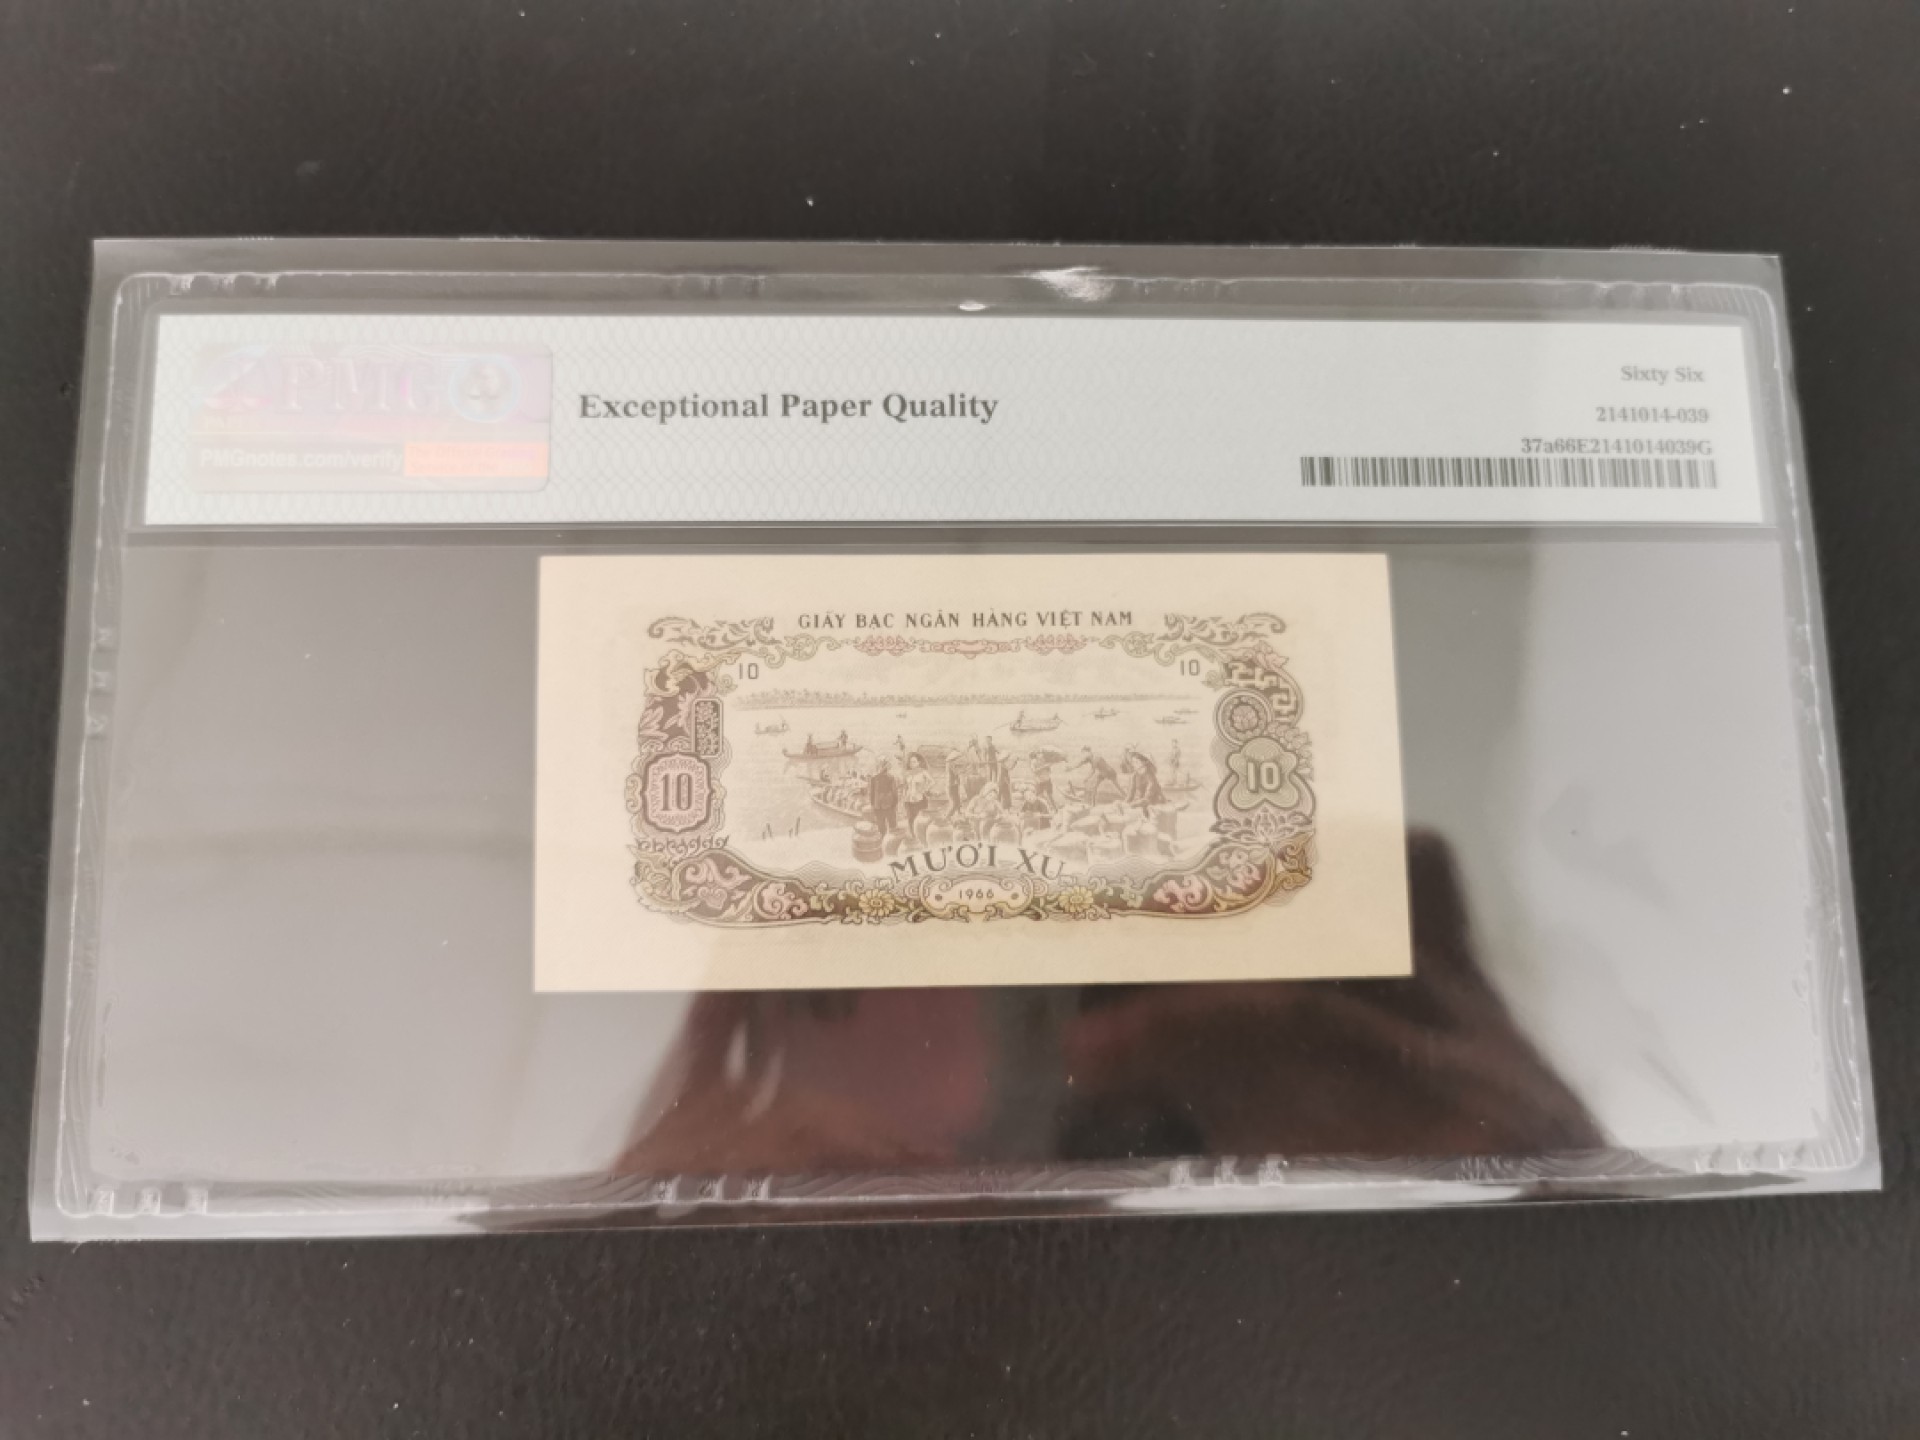 PMG
PMGnotes.com/verify
Exceptional Paper Quality
Sixty Six
2141014-039
37a66E2141014039G
GIẤY BẠC NGÂN HÀNG VIỆT NAM
10
10
10
10
MƯỜI XU
1966